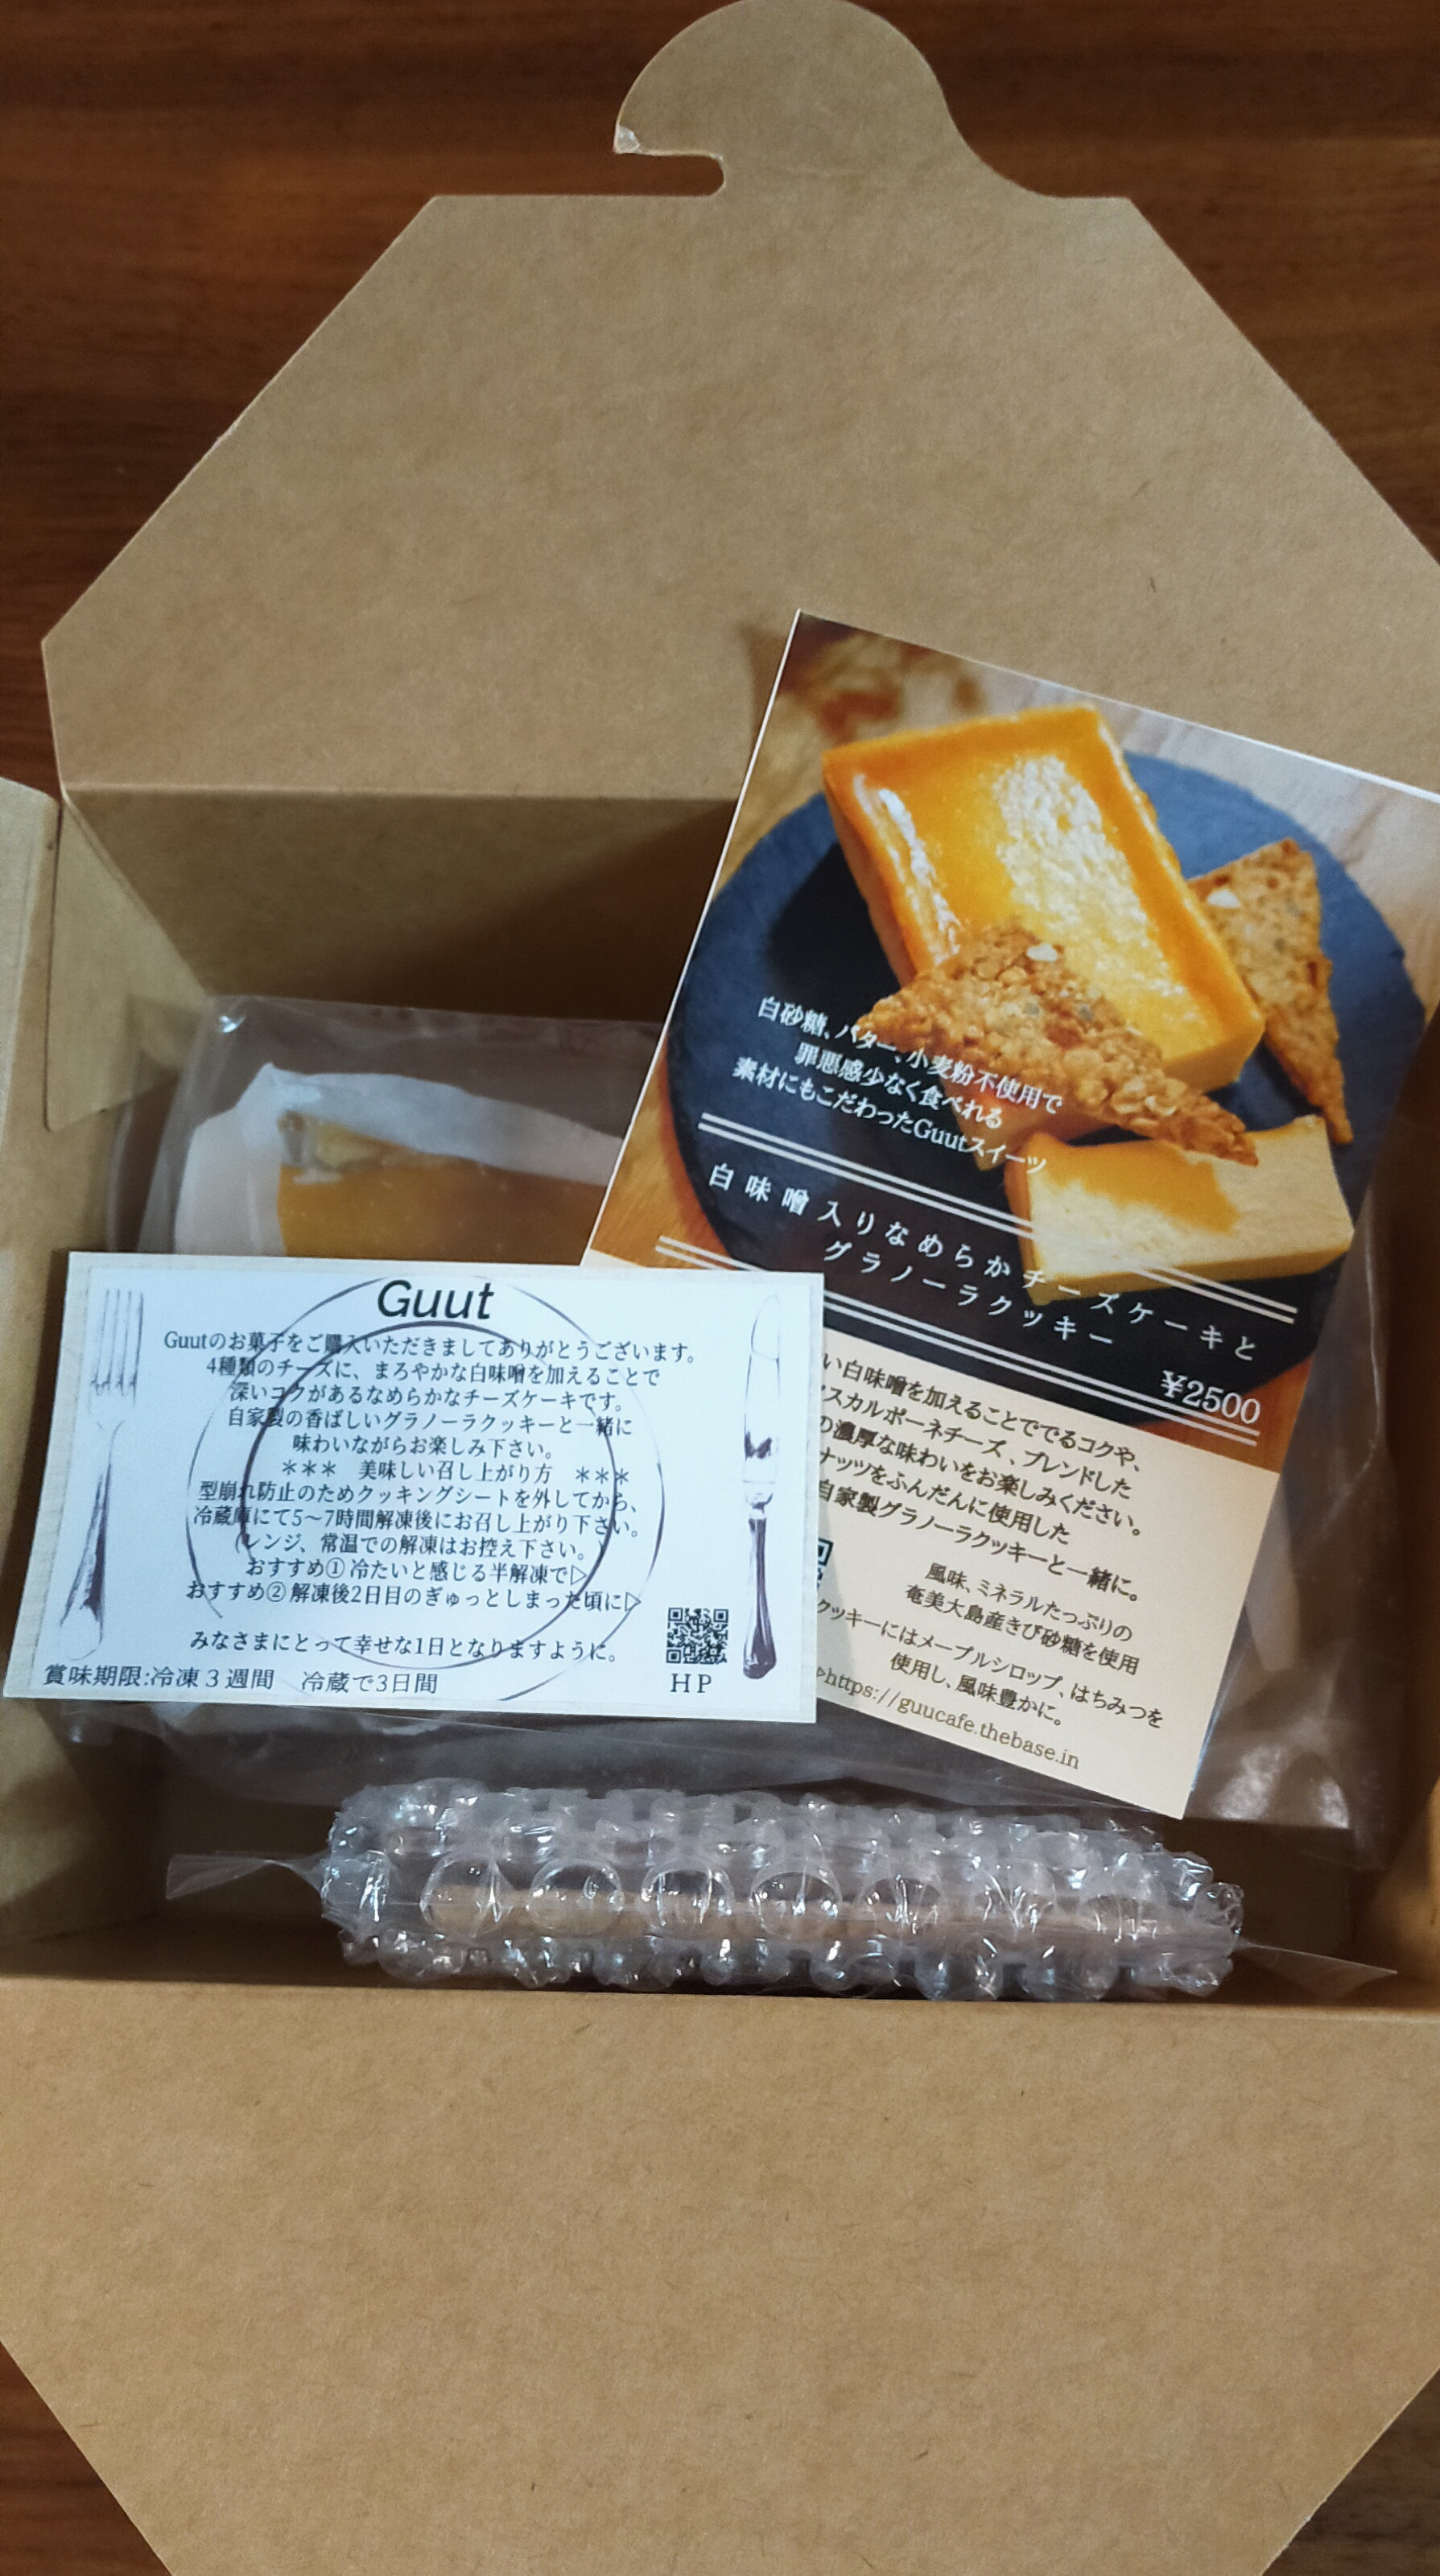 白砂糖、バター、小麦粉不使用で
罪悪感少なく食べれる
素材にもこだわったGuutスイーツ
白味噌入りなめらかチーズケーキと
グラノーラクッキー
¥2500
い白味噌を加えることででるコクや、
スカルポーネチーズ、ブレンドした
の濃厚な味わいをお楽しみください。
ナッツをふんだんに使用した
自家製グラノーラクッキーと一緒に。
風味、ミネラルたっぷりの
奄美大島産きび砂糖を使用
クッキーにはメープルシロップ、はちみつを
使用し、風味豊かに。
https://guucafe.thebase.in
Guut
Guutのお菓子をご購入いただきましてありがとうございます。
4種類のチーズに、まろやかな白味噌を加えることで
深いコクがあるなめらかなチーズケーキです。
自家製の香ばしいグラノーラクッキーと一緒に
味わいながらお楽しみ下さい。
＊＊＊ 美味しい召し上がり方 ＊＊＊
型崩れ防止のためクッキングシートを外してから、
冷蔵庫にて5～7時間解凍後にお召し上がり下さい。
(レンジ、常温での解凍はお控え下さい。)
おすすめ① 冷たいと感じる半解凍で▷
おすすめ② 解凍後2日目のぎゅっとしまった頃に▷
みなさまにとって幸せな1日となりますように。
賞味期限:冷凍３週間 冷蔵で3日間
HP